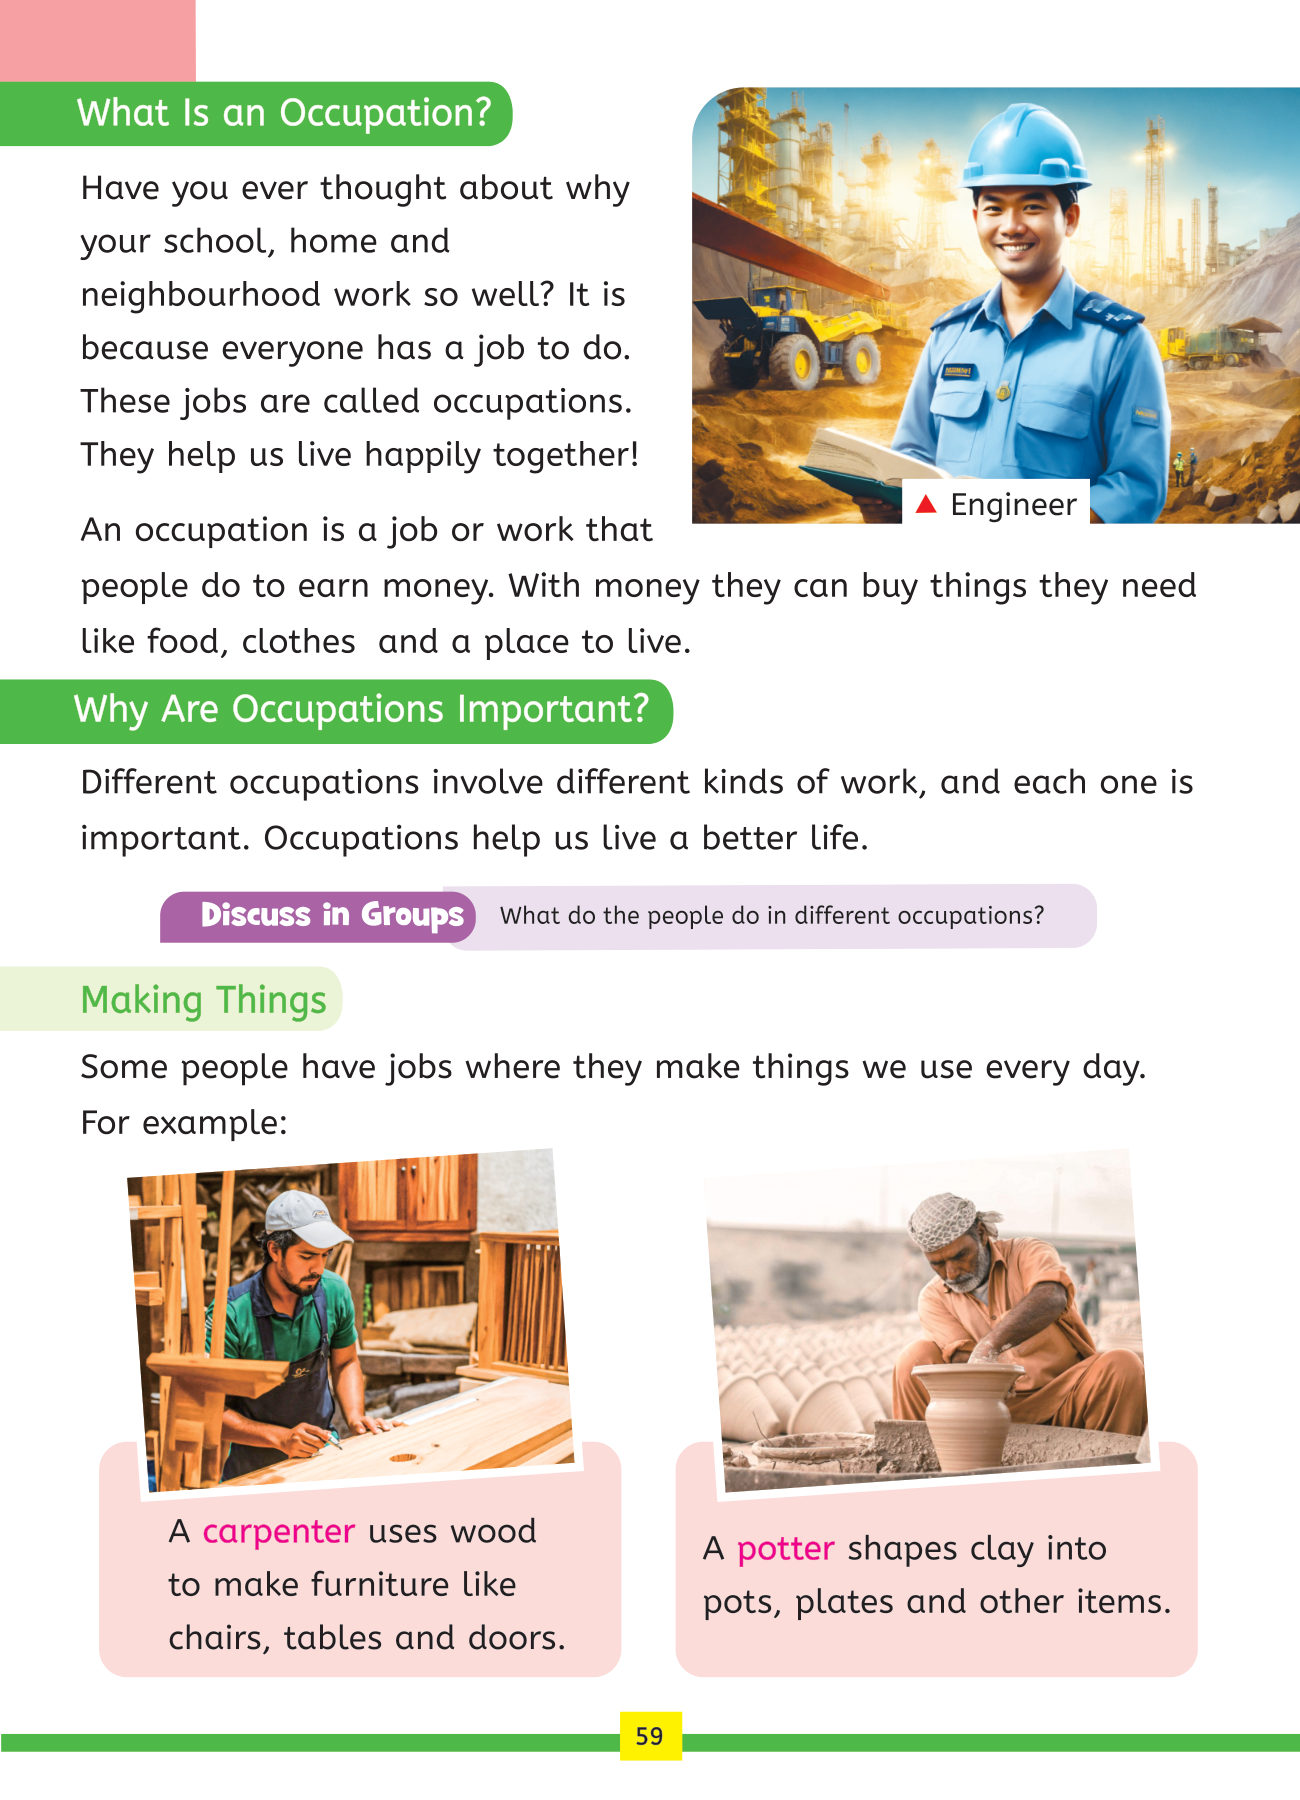 What Is an Occupation?
Have you ever thought about why
your school, home and
neighbourhood work so well? It is
because everyone has a job to do.
These jobs are called occupations.
They help us live happily together!
▲ Engineer
An occupation is a job or work that
people do to earn money. With money they can buy things they need
like food, clothes and a place to live.
Why Are Occupations Important?
Different occupations involve different kinds of work, and each one is
important. Occupations help us live a better life.
Discuss in Groups What do the people do in different occupations?
Making Things
Some people have jobs where they make things we use every day.
For example:
A carpenter uses wood
to make furniture like
chairs, tables and doors.
A potter shapes clay into
pots, plates and other items.
59